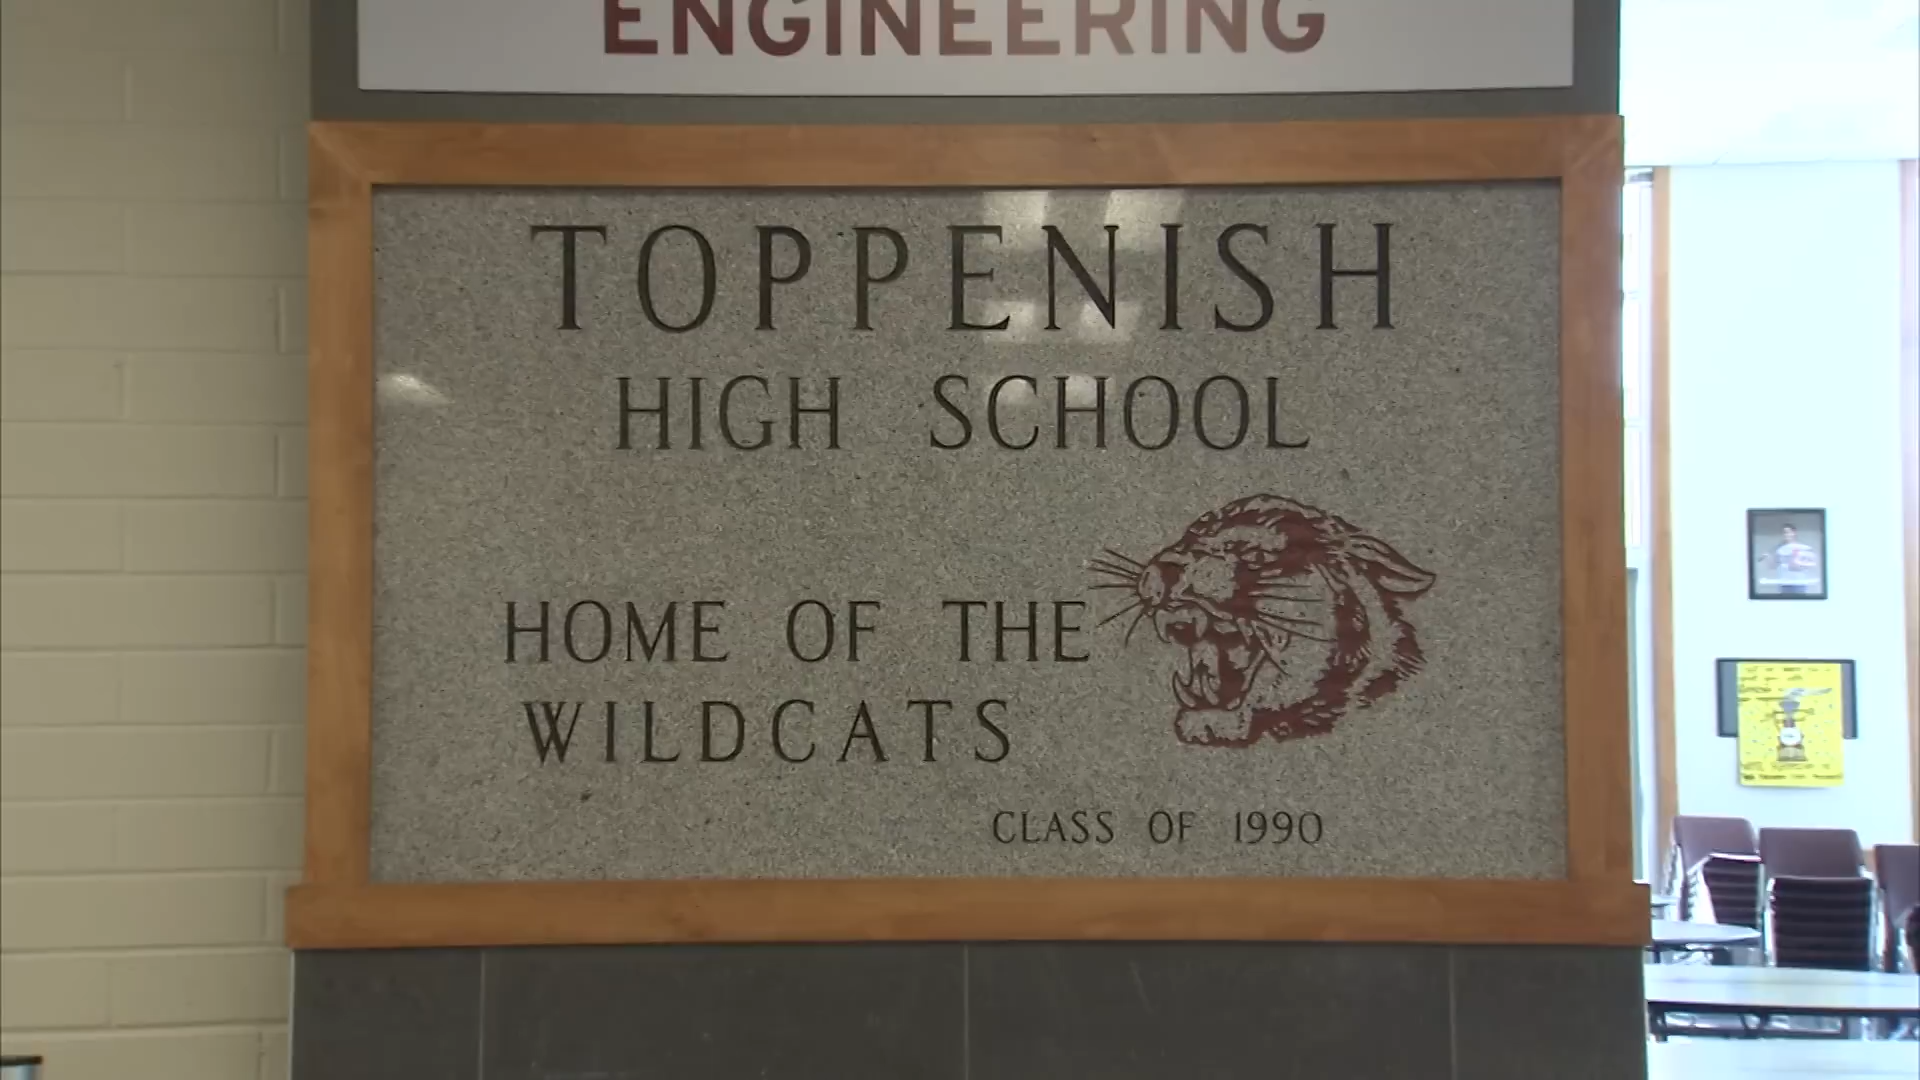 ENGINEERING
TOPPENISH
HIGH SCHOOL
HOME OF THE
WILDCATS
CLASS OF 1990